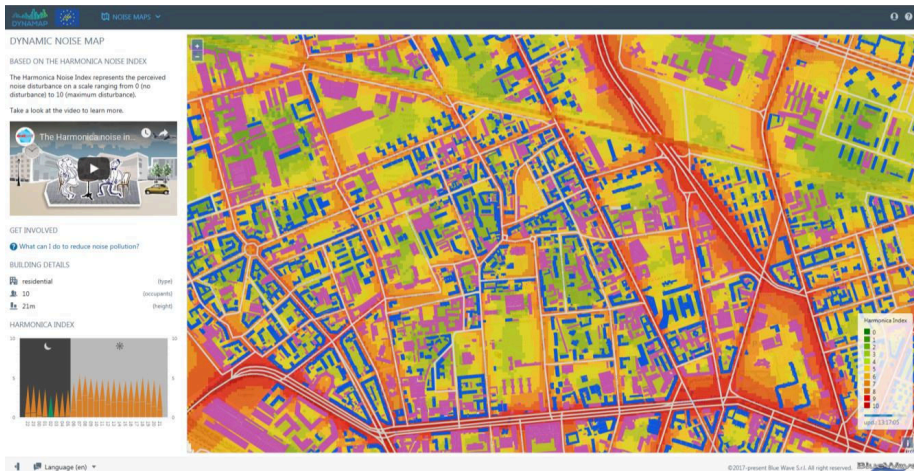 DYNAMAP
NOISE MAPS
DYNAMIC NOISE MAP
BASED ON THE HARMONICA NOISE INDEX
The Harmonica Noise Index represents the perceived
noise disturbance on a scale ranging from 0 (no
disturbance) to 10 (maximum disturbance).
Take a look at the video to learn more.
The Harmonica noise in...
GET INVOLVED
What can I do to reduce noise pollution?
BUILDING DETAILS
residential (type)
10 (occupants)
21m (height)
HARMONICA INDEX
10 10
5 5
0 0
Harmonica Index
0
1
2
2
4
5
6
7
8
9
10
Language (en)
©2017-present Blue Wave S.r.l. All right reserved.